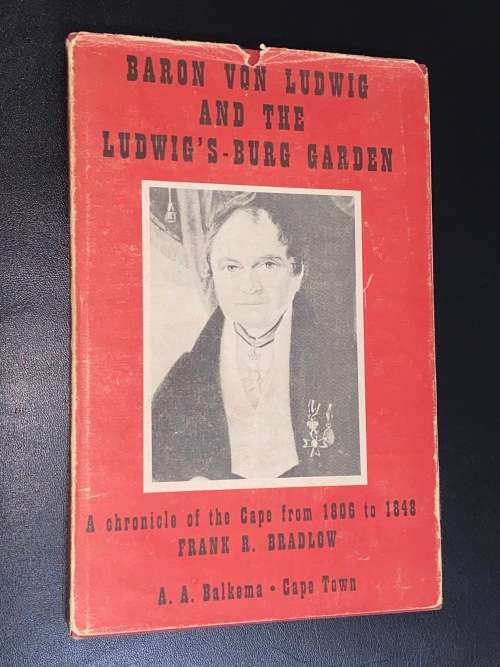 BARON VON LUDWIG
AND THE
LUDWIG'S-BURG GARDEN
A chronicle of the Cape from 1806 to 1848
FRANK R. BRADLOW
A. A. Balkema • Cape Town